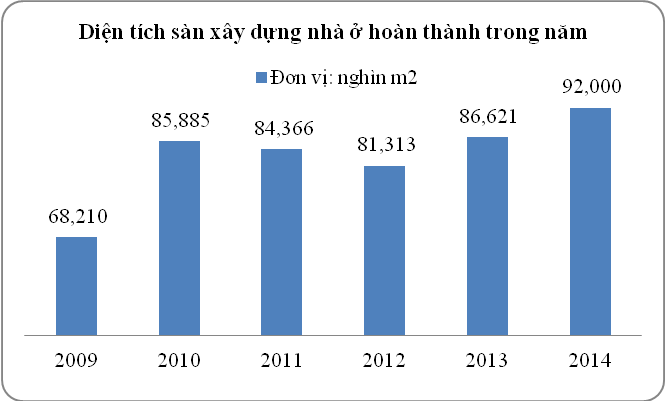 Diện tích sàn xây dựng nhà ở hoàn thành trong năm
Đơn vị: nghìn m2
68,210
85,885
84,366
81,313
86,621
92,000
2009 2010 2011 2012 2013 2014